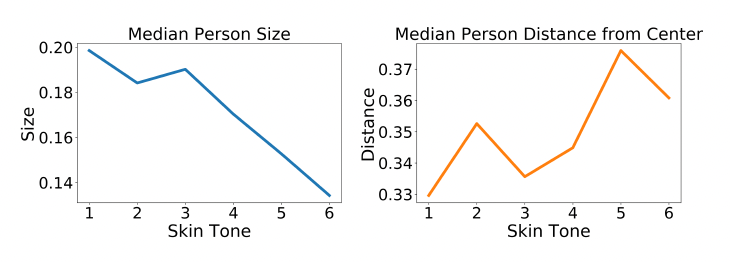 Median Person Size
0.20
0.18
0.16
0.14
Size
1 2 3 4 5 6
Skin Tone
Median Person Distance from Center
0.37
0.36
0.35
0.34
0.33
Distance
1 2 3 4 5 6
Skin Tone